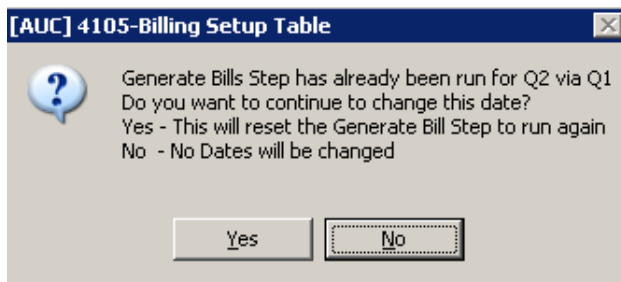 [AUC] 4105-Billing Setup Table
Generate Bills Step has already been run for Q2 via Q1
Do you want to continue to change this date?
Yes - This will reset the Generate Bill Step to run again
No  - No Dates will be changed
Yes
No